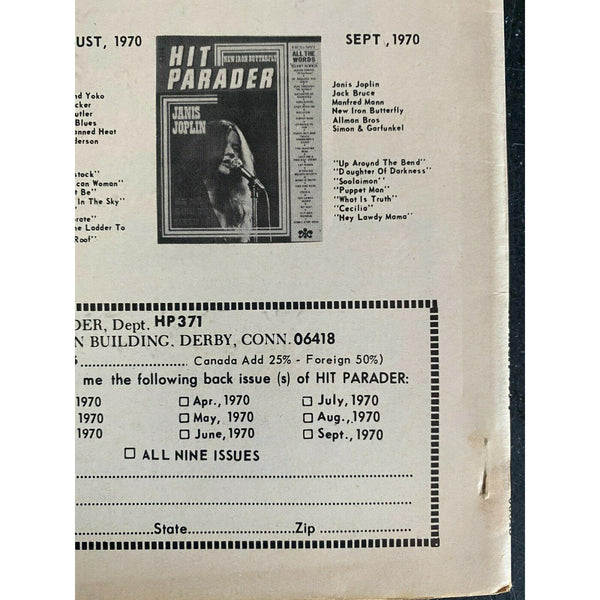 UST, 1970
SEPT, 1970
HIT
PARADER
NEW IRON BUTTERFLY
ALL THE
WORDS
JANIS
JOPLIN
nd Yoko
cker
utler
Blues
anned Heat
derson
Janis Joplin
Jack Bruce
Manfred Mann
New Iron Butterfly
Allman Bros
Simon & Garfunkel
stock"
can Woman"
t Be"
In The Sky"
rate"
he Ladder To
Roof"
"Up Around The Bend"
"Daughter Of Darkness"
"Soolaimon"
"Puppet Man"
"What Is Truth"
"Cecilia"
"Hey Lawdy Mama"
DER, Dept. HP371
N BUILDING, DERBY, CONN. 06418
S Canada Add 25% - Foreign 50%)
me the following back issue (s) of HIT PARADER:
970 Apr., 1970 July, 1970
1970 May, 1970 Aug., 1970
1970 June, 1970 Sept., 1970
ALL NINE ISSUES
State Zip